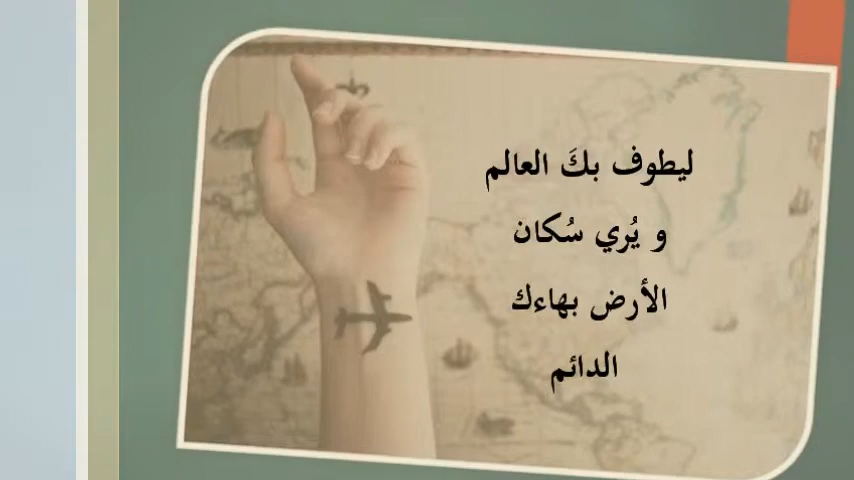 ليطوف بكَ العالم
و يُري سُكان
الأرض بهاءك
الدائم